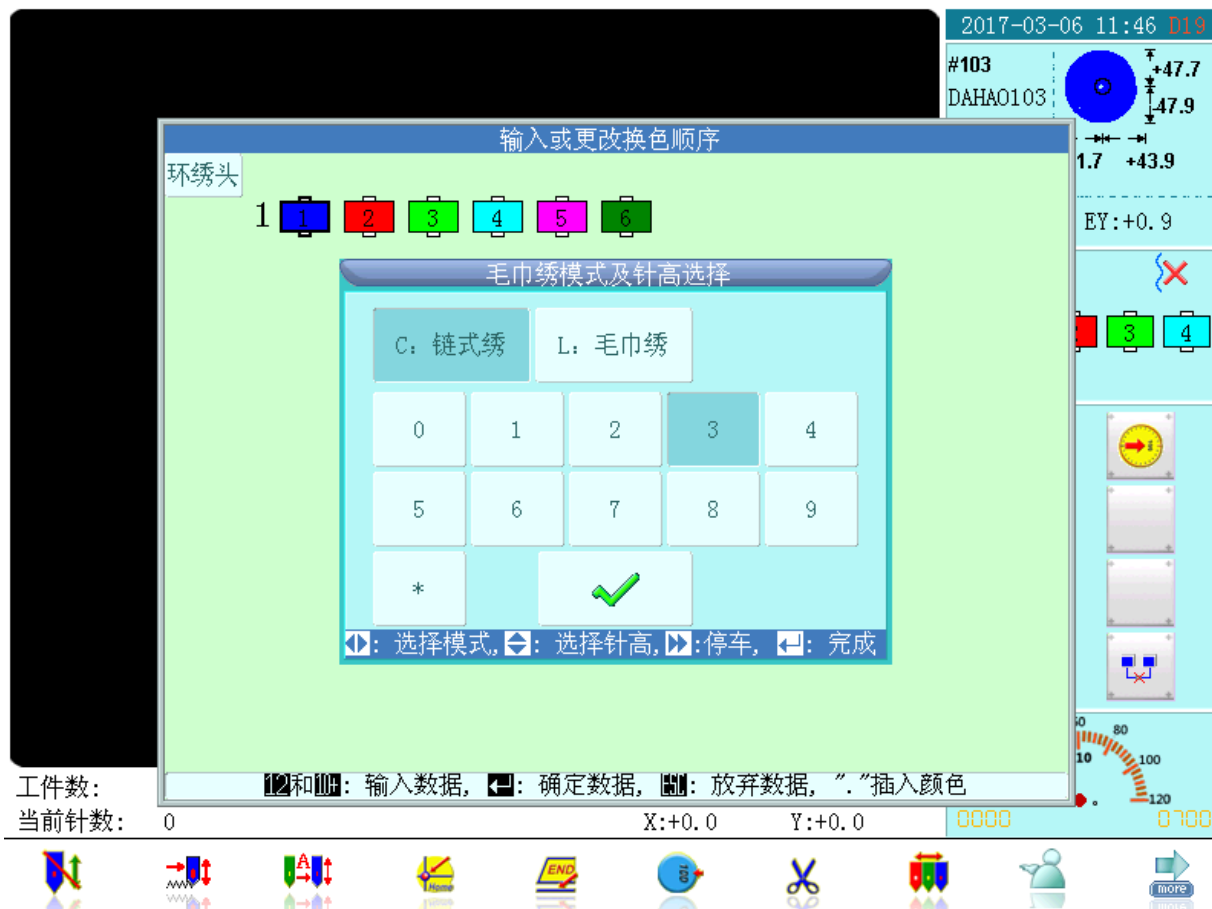 2017-03-06 11:46 D19
#103
DAHAO103
+47.7
-47.9
1.7 +43.9
EY:+0.9
输入或更改换色顺序
环绣头
1 1 2 3 4 5 6
3 4
毛巾绣模式及针高选择
C: 链式绣 L: 毛巾绣
0 1 2 3 4
5 6 7 8 9
*
: 选择模式, : 选择针高, :停车, : 完成
80
10 100
120
: 输入数据, : 确定数据, : 放弃数据, "."插入颜色
工件数:
当前针数: 0 X:+0.0 Y:+0.0
0000 0700
A
Home
END
100
more